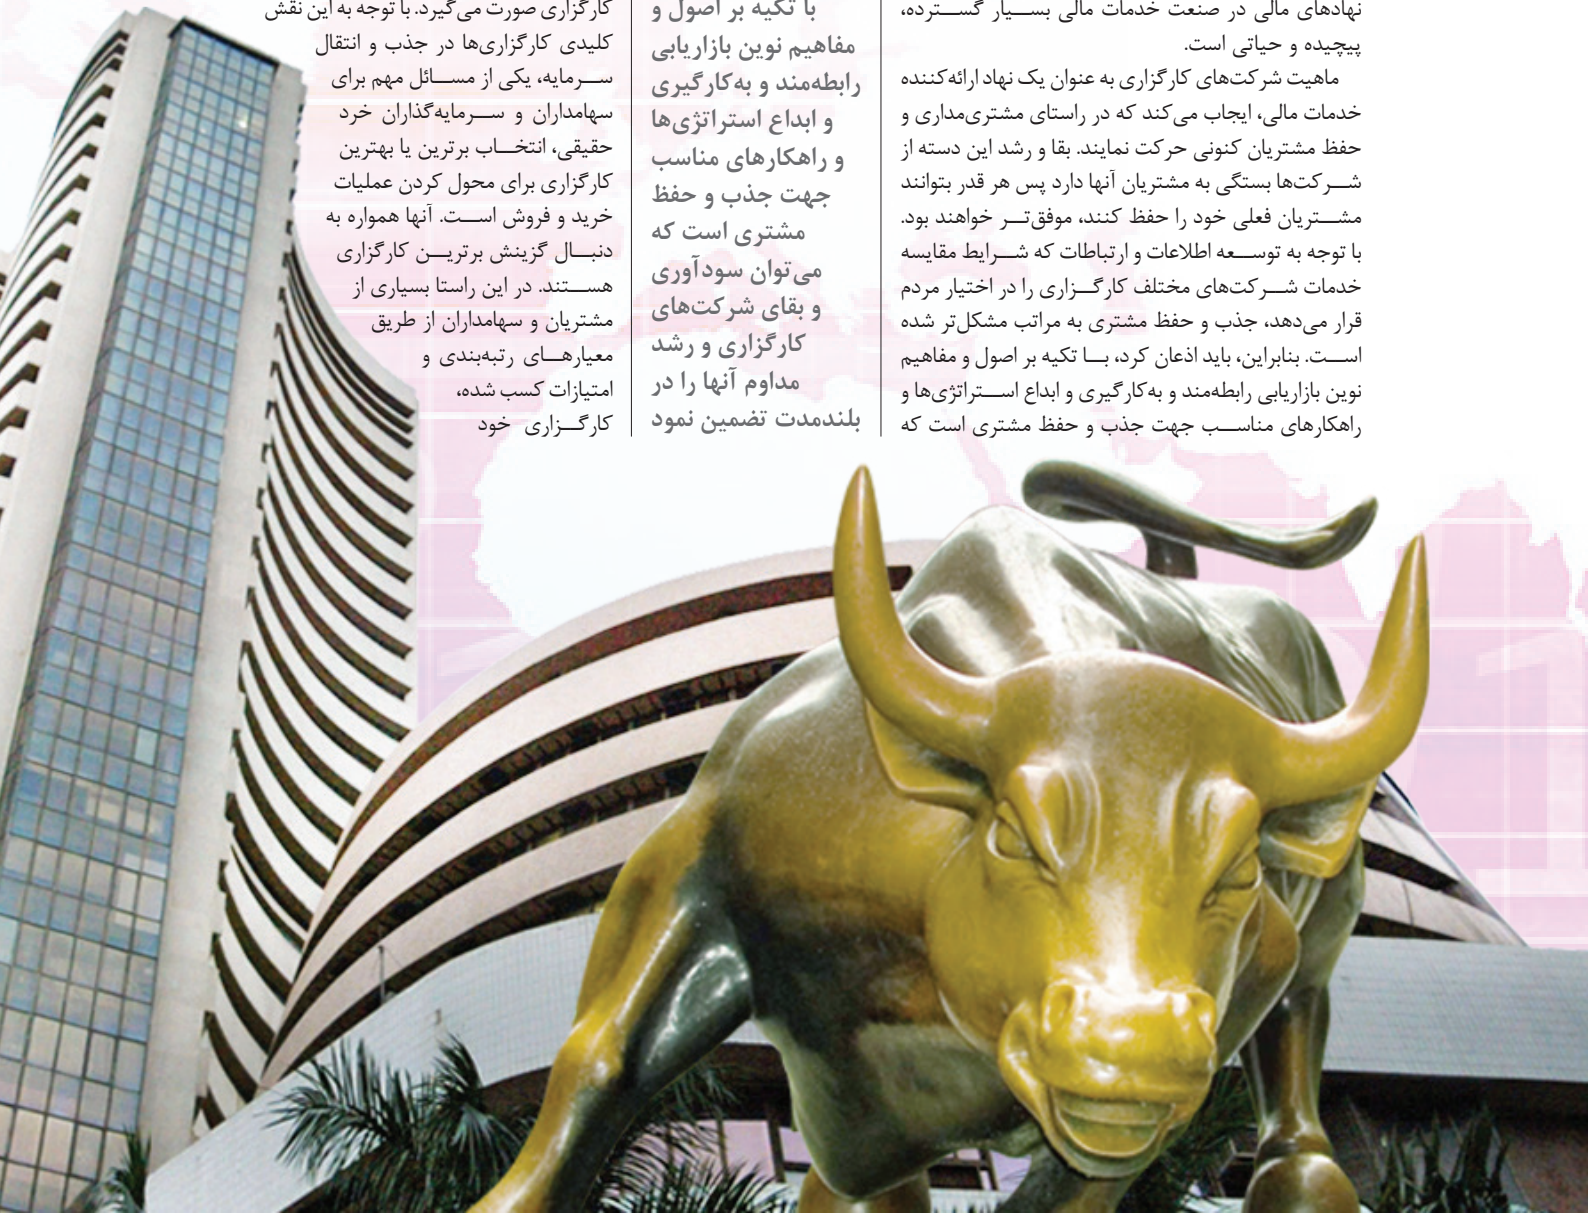 نهادهای مالی در صنعت خدمات مالی بسیار گسترده،
پیچیده و حیاتی است.
ماهیت شرکت‌های کارگزاری به عنوان یک نهاد ارائه‌کننده
خدمات مالی، ایجاب می‌کند که در راستای مشتری‌مداری و
حفظ مشتریان کنونی حرکت نمایند. بقا و رشد این دسته از
شرکت‌ها بستگی به مشتریان آنها دارد پس هر قدر بتوانند
مشتریان فعلی خود را حفظ کنند، موفق‌تر خواهند بود.
با توجه به توسعه اطلاعات و ارتباطات که شرایط مقایسه
خدمات شرکت‌های مختلف کارگزاری را در اختیار مردم
قرار می‌دهد، جذب و حفظ مشتری به مراتب مشکل‌تر شده
است. بنابراین، باید اذعان کرد، با تکیه بر اصول و مفاهیم
نوین بازاریابی رابطه‌مند و به‌کارگیری و ابداع استراتژی‌ها و
راهکارهای مناسب جهت جذب و حفظ مشتری است که
با تکیه بر اصول و
مفاهیم نوین بازاریابی
رابطه‌مند و به‌کارگیری
و ابداع استراتژی‌ها
و راهکارهای مناسب
جهت جذب و حفظ
مشتری است که
می‌توان سودآوری
و بقای شرکت‌های
کارگزاری و رشد
مداوم آنها را در
بلندمدت تضمین نمود
کارگزاری صورت می‌گیرد. با توجه به این نقش
کلیدی کارگزاری‌ها در جذب و انتقال
سرمایه، یکی از مسائل مهم برای
سهامداران و سرمایه‌گذاران خرد
حقیقی، انتخاب برترین یا بهترین
کارگزاری برای محول کردن عملیات
خرید و فروش است. آنها همواره به
دنبال گزینش برترین کارگزاری
هستند. در این راستا بسیاری از
مشتریان و سهامداران از طریق
معیارهای رتبه‌بندی و
امتیازات کسب شده،
کارگزاری خود